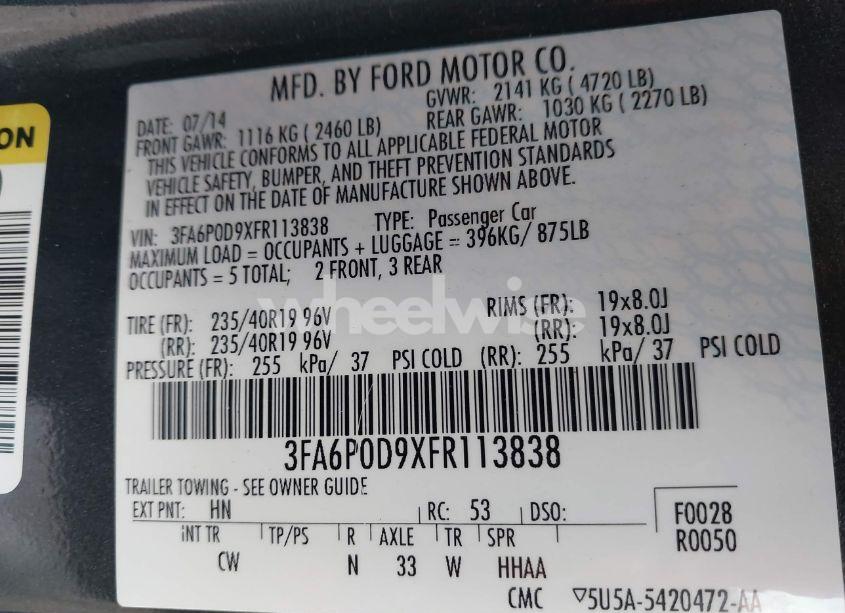 MFD. BY FORD MOTOR CO.
DATE: 07/14 GVWR: 2141 KG ( 4720 LB)
FRONT GAWR: 1116 KG ( 2460 LB) REAR GAWR: 1030 KG ( 2270 LB)
THIS VEHICLE CONFORMS TO ALL APPLICABLE FEDERAL MOTOR
VEHICLE SAFETY, BUMPER, AND THEFT PREVENTION STANDARDS
IN EFFECT ON THE DATE OF MANUFACTURE SHOWN ABOVE.
VIN: 3FA6P0D9XFR113838 TYPE: Passenger Car
MAXIMUM LOAD = OCCUPANTS + LUGGAGE = 396KG/ 875LB
OCCUPANTS = 5 TOTAL; 2 FRONT, 3 REAR
wheelwise
TIRE (FR): 235/40R19 96V RIMS (FR): 19x8.0J
(RR): 235/40R19 96V (RR): 19x8.0J
PRESSURE (FR): 255 kPa/ 37 PSI COLD (RR): 255 kPa/ 37 PSI COLD
3FA6P0D9XFR113838
TRAILER TOWING - SEE OWNER GUIDE
EXT PNT: HN RC: 53 DSO: F0028
INT TR TP/PS R AXLE TR SPR R0050
CW N 33 W HHAA
CMC ▽5U5A-5420472-AA
ON